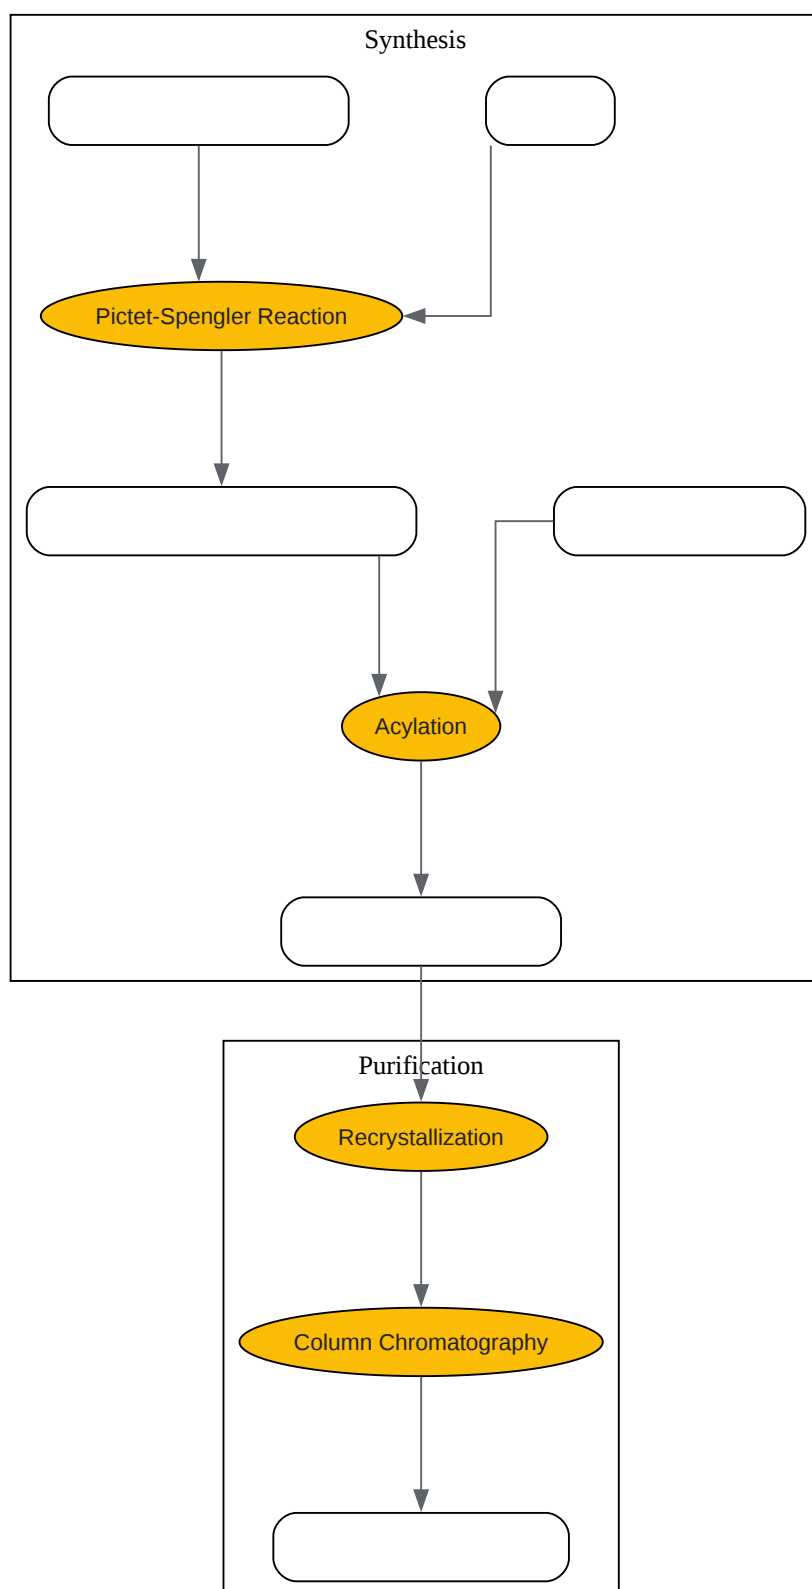 Synthesis
Pictet-Spengler Reaction
Acylation
Purification
Recrystallization
Column Chromatography